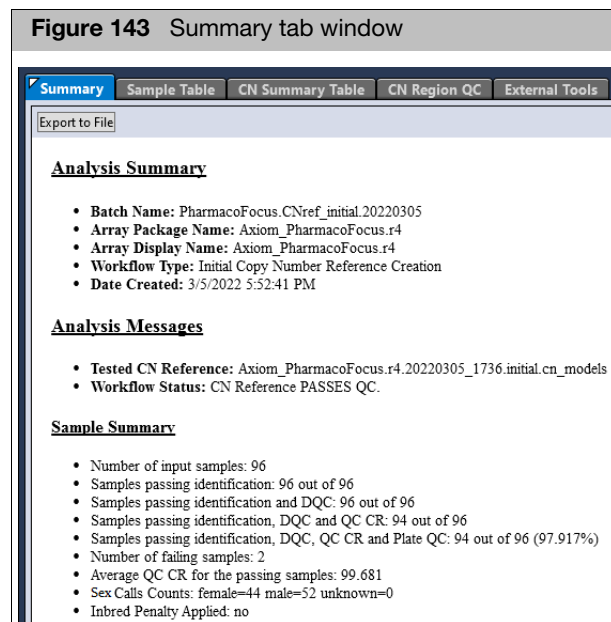 Figure 143 Summary tab window
Summary Sample Table CN Summary Table CN Region QC External Tools
Export to File
Analysis Summary
• Batch Name: PharmacoFocus.CNref_initial.20220305
• Array Package Name: Axiom_PharmacoFocus.r4
• Array Display Name: Axiom_PharmacoFocus.r4
• Workflow Type: Initial Copy Number Reference Creation
• Date Created: 3/5/2022 5:52:41 PM
Analysis Messages
• Tested CN Reference: Axiom_PharmacoFocus.r4.20220305_1736.initial.cn_models
• Workflow Status: CN Reference PASSES QC.
Sample Summary
• Number of input samples: 96
• Samples passing identification: 96 out of 96
• Samples passing identification and DQC: 96 out of 96
• Samples passing identification, DQC and QC CR: 94 out of 96
• Samples passing identification, DQC, QC CR and Plate QC: 94 out of 96 (97.917%)
• Number of failing samples: 2
• Average QC CR for the passing samples: 99.681
• Sex Calls Counts: female=44 male=52 unknown=0
• Inbred Penalty Applied: no